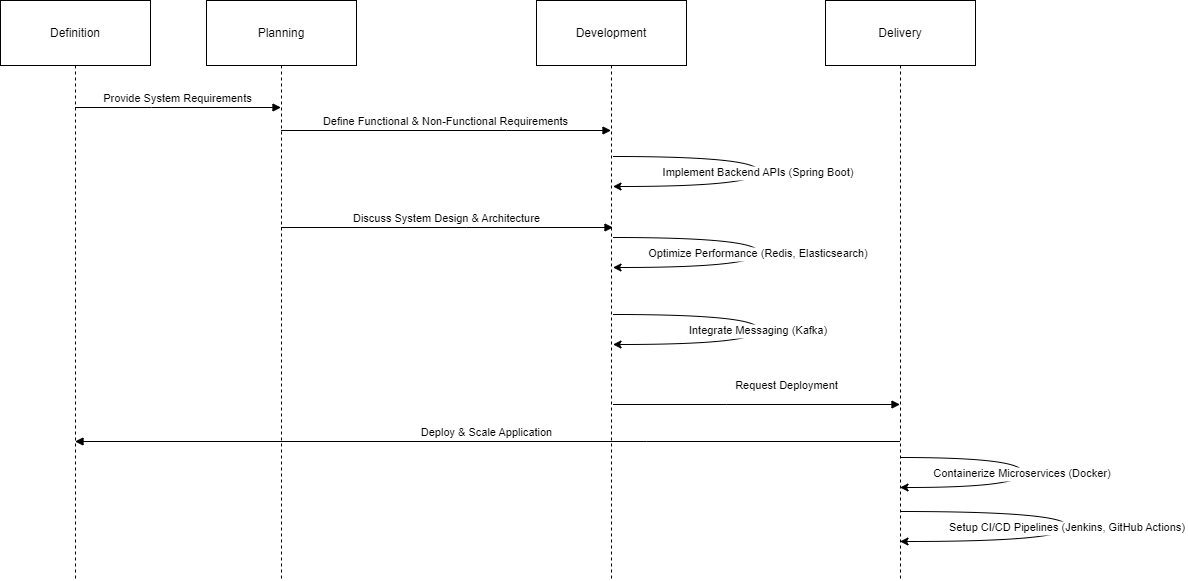 Definition
Planning
Development
Delivery
Provide System Requirements
Define Functional & Non-Functional Requirements
Implement Backend APIs (Spring Boot)
Discuss System Design & Architecture
Optimize Performance (Redis, Elasticsearch)
Integrate Messaging (Kafka)
Request Deployment
Deploy & Scale Application
Containerize Microservices (Docker)
Setup CI/CD Pipelines (Jenkins, GitHub Actions)